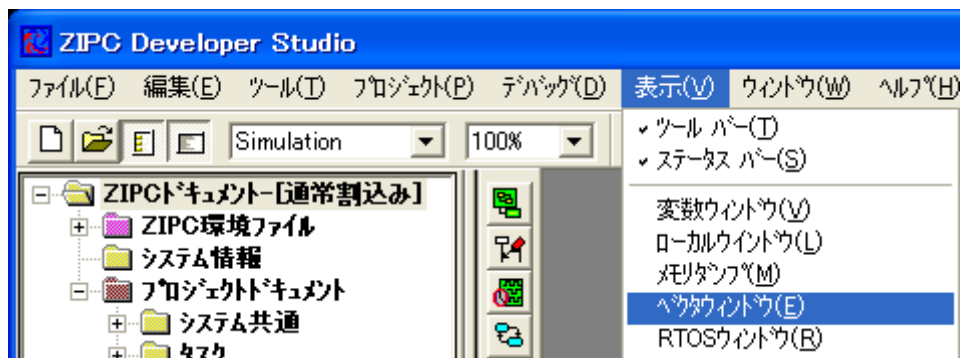 ZIPC Developer Studio
ファイル(F) 編集(E) ツール(T) プロジェクト(P) デバッグ(D) 表示(V) ウィンドウ(W) ヘルプ(H)
Simulation 100%
ツール バー(T)
ステータス バー(S)
変数ウィンドウ(V)
ローカルウインドウ(L)
メモリダンプ(M)
ベクタウィンドウ(E)
RTOSウィンドウ(R)
ZIPCドキュメント-[通常割込み]
ZIPC環境ファイル
システム情報
プロジェクトドキュメント
システム共通
タスク